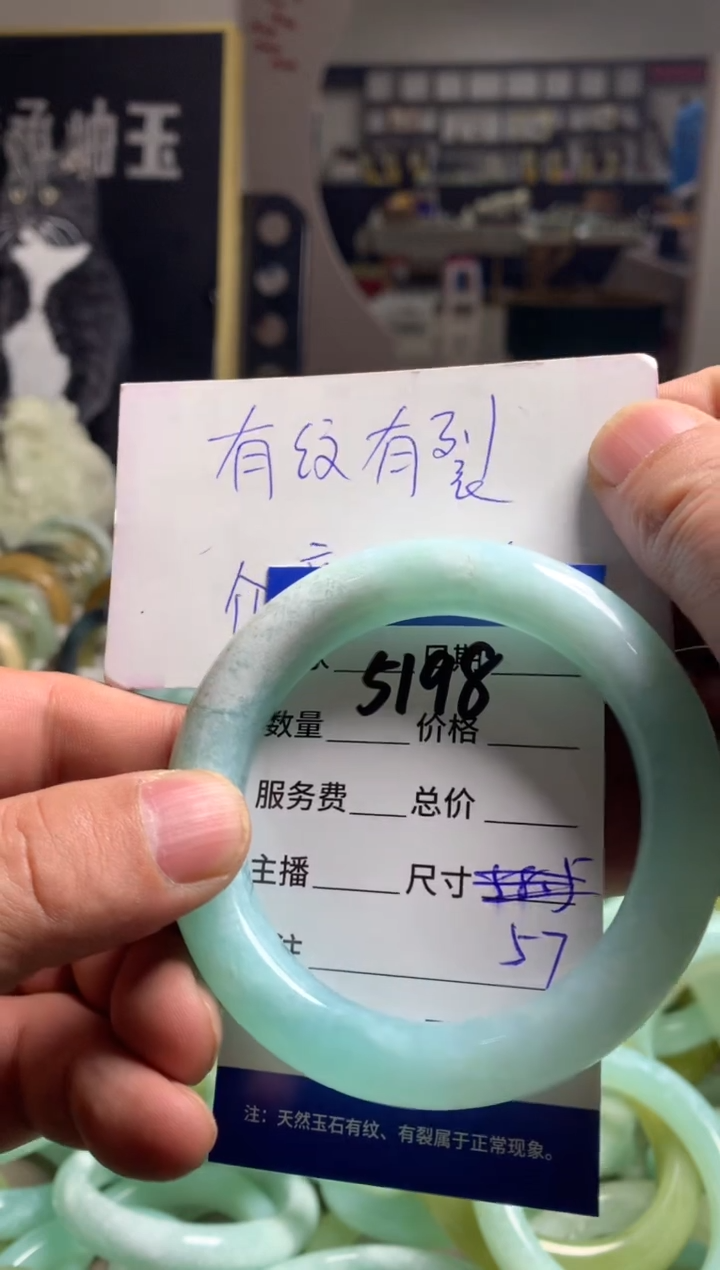 有纹有裂
介
5198
数量 价格
服务费 总价
主播 尺寸
57
注：天然玉石有纹、有裂属于正常现象。